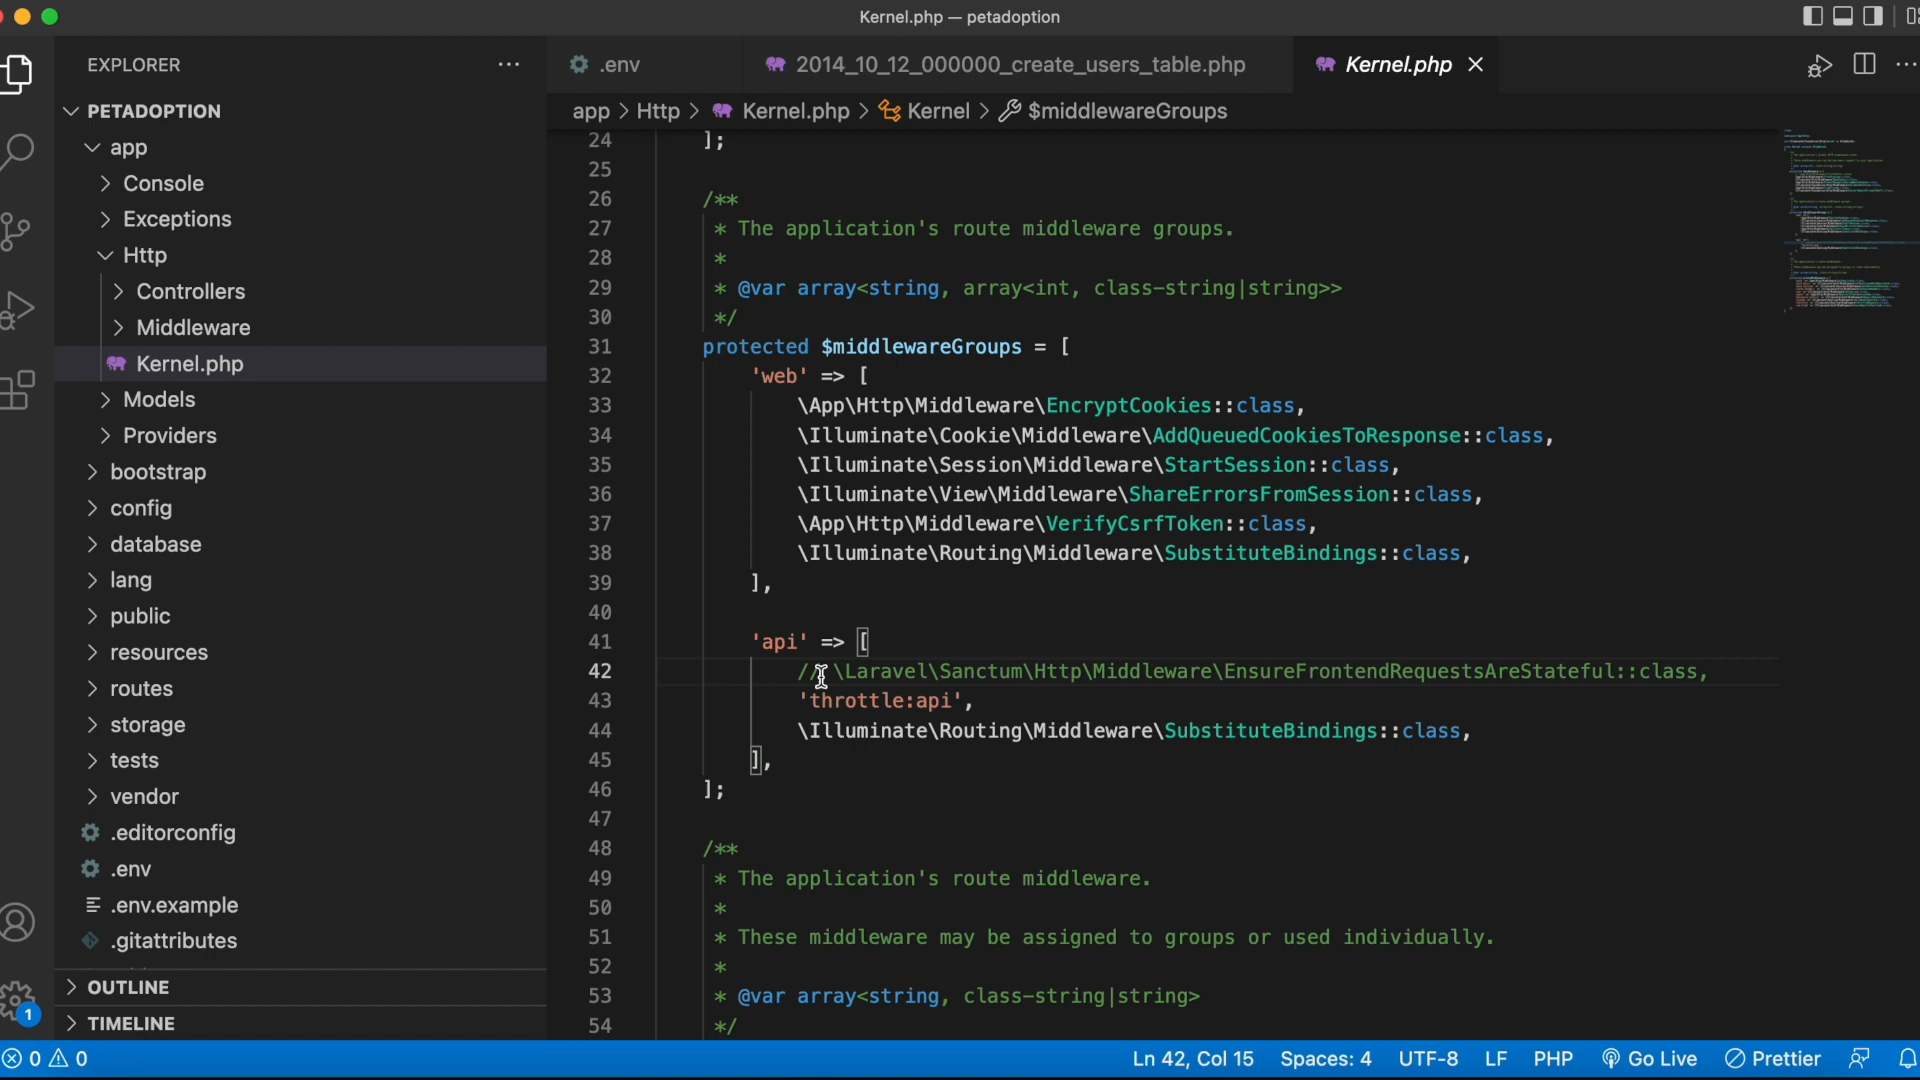 Kernel.php — petadoption
EXPLORER
PETADOPTION
app
Console
Exceptions
Http
Controllers
Middleware
Kernel.php
Models
Providers
bootstrap
config
database
lang
public
resources
routes
storage
tests
vendor
.editorconfig
.env
.env.example
.gitattributes
OUTLINE
TIMELINE
1
.env
2014_10_12_000000_create_users_table.php
Kernel.php
app > Http > Kernel.php > Kernel > $middlewareGroups
24 ];
25
26 /**
27 * The application's route middleware groups.
28 *
29 * @var array<string, array<int, class-string|string>>
30 */
31 protected $middlewareGroups = [
32 'web' => [
33 \App\Http\Middleware\EncryptCookies::class,
34 \Illuminate\Cookie\Middleware\AddQueuedCookiesToResponse::class,
35 \Illuminate\Session\Middleware\StartSession::class,
36 \Illuminate\View\Middleware\ShareErrorsFromSession::class,
37 \App\Http\Middleware\VerifyCsrfToken::class,
38 \Illuminate\Routing\Middleware\SubstituteBindings::class,
39 ],
40
41 'api' => [
42 // \Laravel\Sanctum\Http\Middleware\EnsureFrontendRequestsAreStateful::class,
43 'throttle:api',
44 \Illuminate\Routing\Middleware\SubstituteBindings::class,
45 ],
46 ];
47
48 /**
49 * The application's route middleware.
50 *
51 * These middleware may be assigned to groups or used individually.
52 *
53 * @var array<string, class-string|string>
54 */
0 0
Ln 42, Col 15 Spaces: 4 UTF-8 LF PHP Go Live Prettier